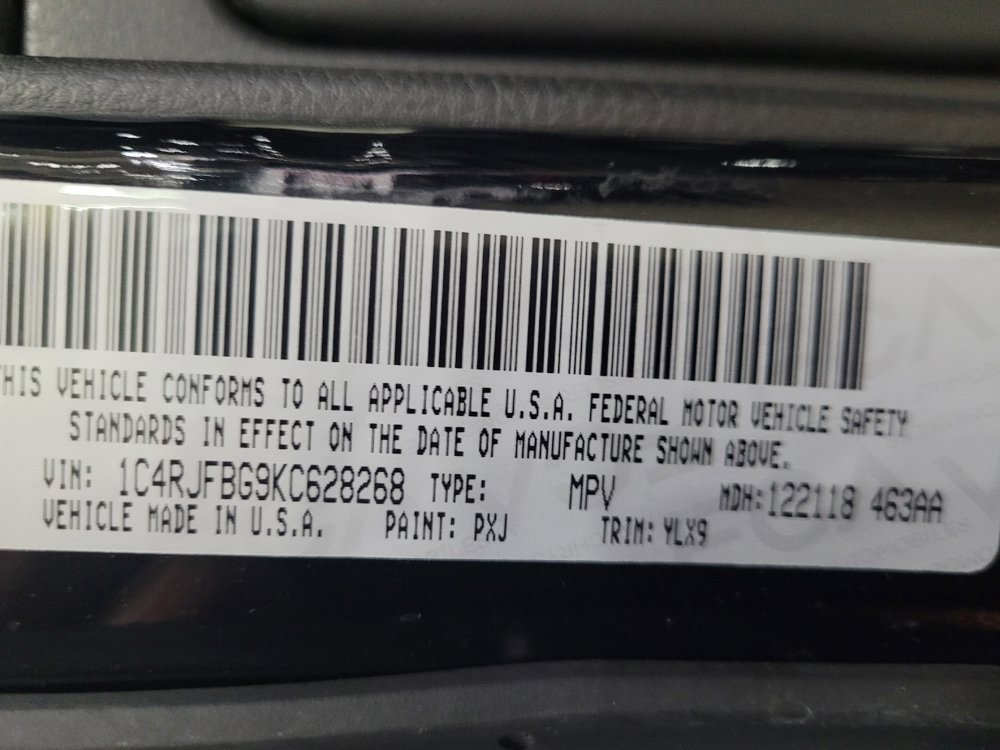 THIS VEHICLE CONFORMS TO ALL APPLICABLE U.S.A. FEDERAL MOTOR VEHICLE SAFETY
STANDARDS IN EFFECT ON THE DATE OF MANUFACTURE SHOWN ABOVE.
VIN: 1C4RJFBG9KC628268 TYPE: MPV MDH:122118 463AA
VEHICLE MADE IN U.S.A. PAINT: PXJ TRIM: YLX9